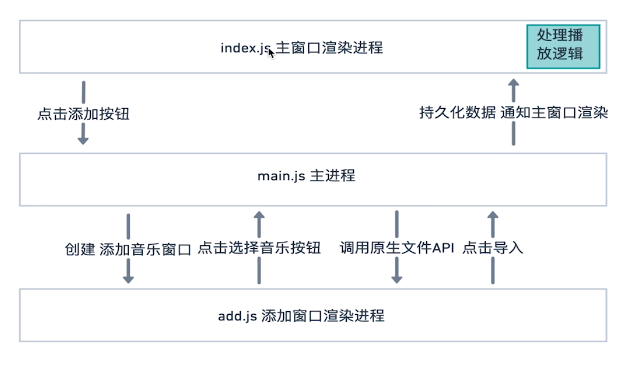 index.js 主窗口渲染进程
处理播
放逻辑
点击添加按钮
持久化数据 通知主窗口渲染
main.js 主进程
创建 添加音乐窗口
点击选择音乐按钮
调用原生文件API
点击导入
add.js 添加窗口渲染进程